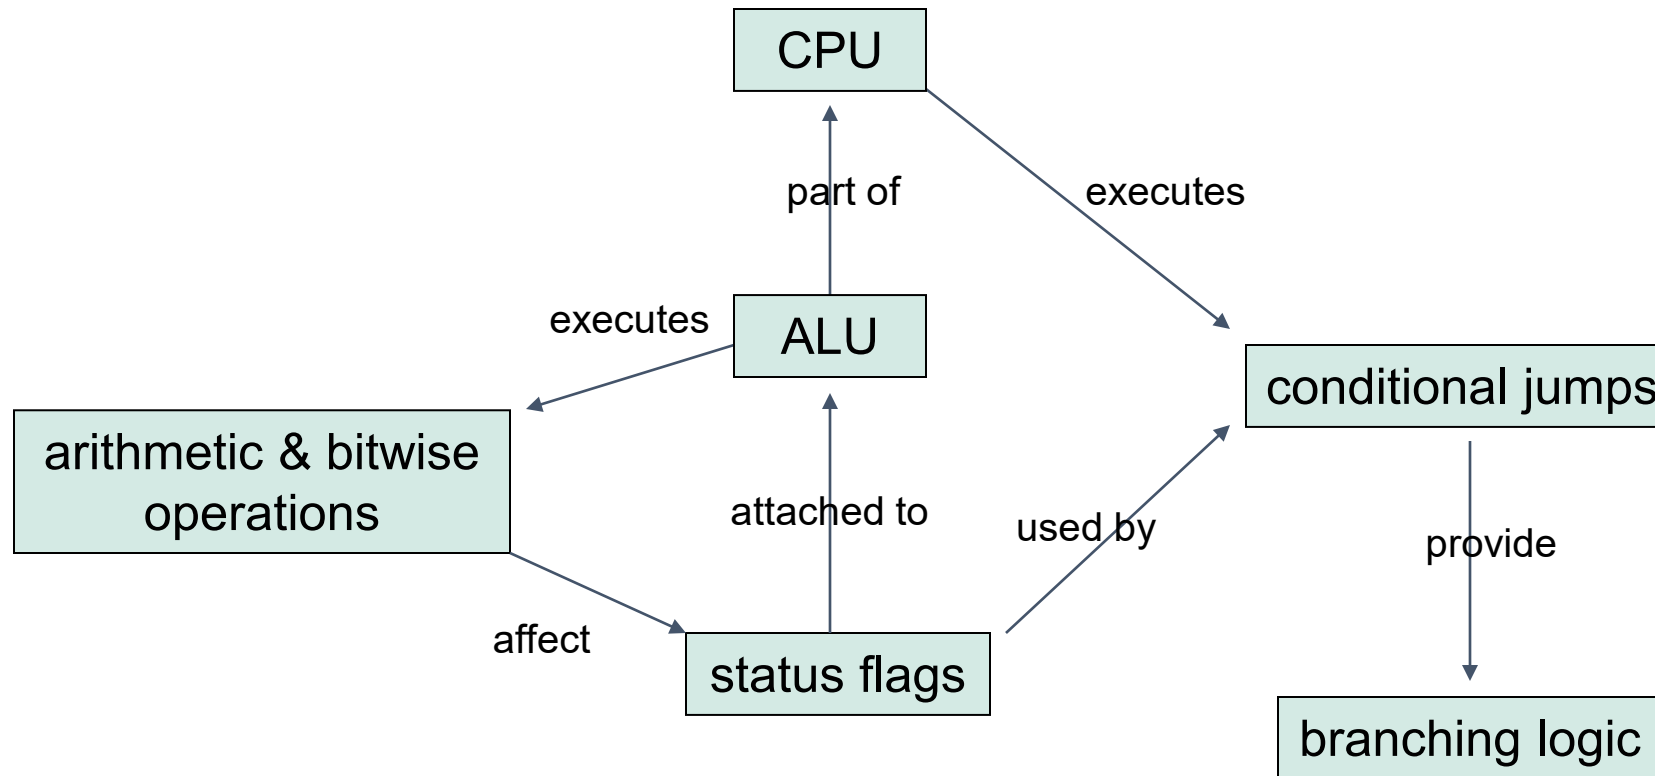 CPU
part of
executes
executes
ALU
conditional jumps
arithmetic & bitwise
operations
attached to
used by
provide
affect
status flags
branching logic